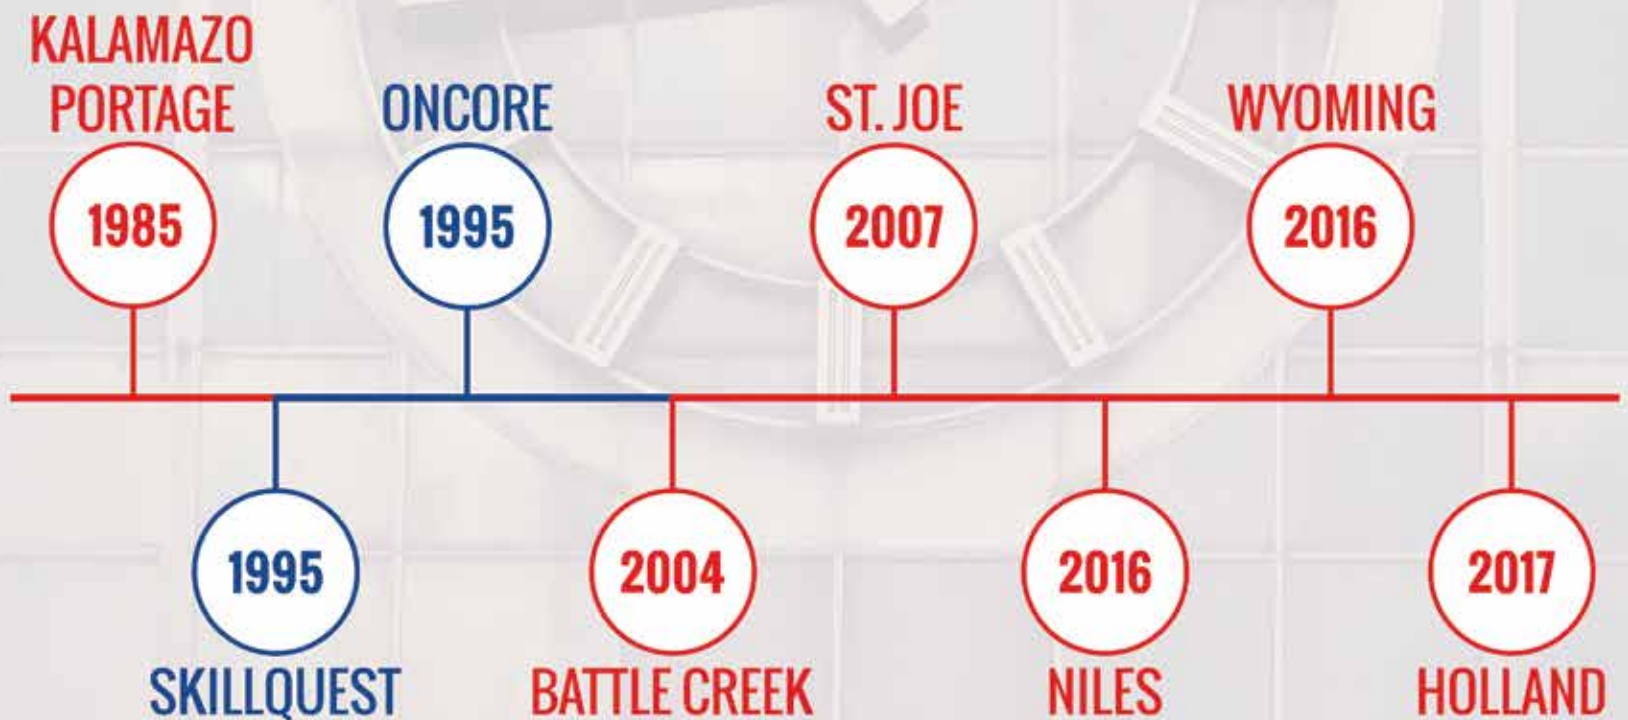 KALAMAZO
PORTAGE
1985
1995
SKILLQUEST
ONCORE
1995
2004
BATTLE CREEK
ST. JOE
2007
2016
NILES
WYOMING
2016
2017
HOLLAND